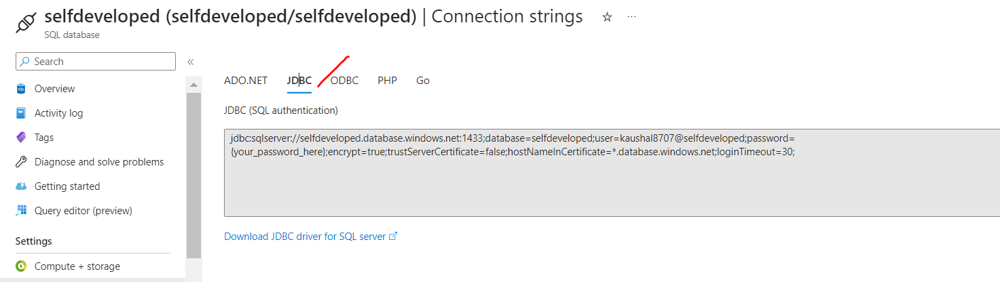 selfdeveloped (selfdeveloped/selfdeveloped) | Connection strings ☆ ...
SQL database
Search «
Overview
Activity log
Tags
Diagnose and solve problems
Getting started
Query editor (preview)
Settings
Compute + storage
ADO.NET JDBC ODBC PHP Go
JDBC (SQL authentication)
jdbc:sqlserver://selfdeveloped.database.windows.net:1433;database=selfdeveloped;user=kaushal8707@selfdeveloped;password=
{your_password_here};encrypt=true;trustServerCertificate=false;hostNameInCertificate=*.database.windows.net;loginTimeout=30;
Download JDBC driver for SQL server